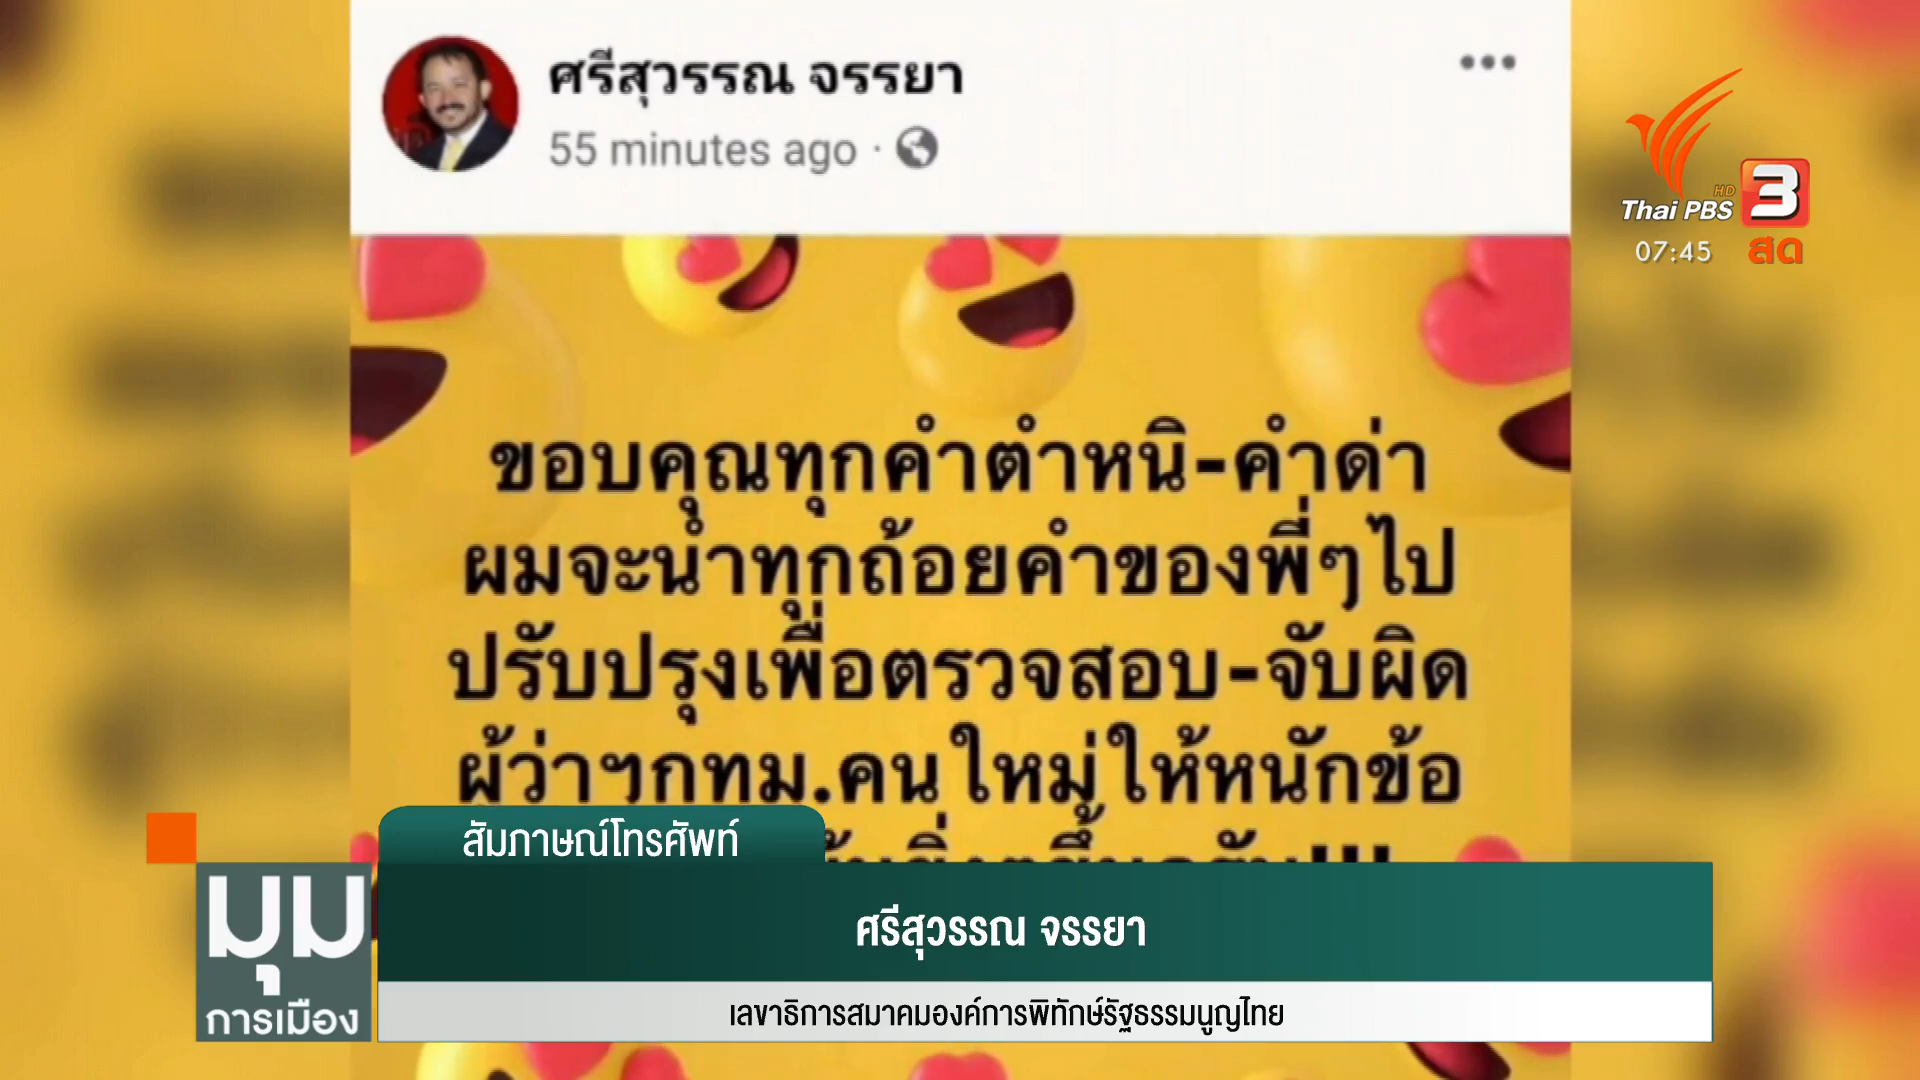 ศรีสุวรรณ จรรยา
55 minutes ago ·
Thai PBS HD 3
07:45 สด
ขอบคุณทุกคำตำหนิ-คำด่า
ผมจะนำทุกถ้อยคำของพี่ๆไป
ปรับปรุงเพื่อตรวจสอบ-จับผิด
ผู้ว่าฯกทม.คนใหม่ให้หนักข้อ
สัมภาษณ์โทรศัพท์
มุม
การเมือง
ศรีสุวรรณ จรรยา
เลขาธิการสมาคมองค์การพิทักษ์รัฐธรรมนูญไทย